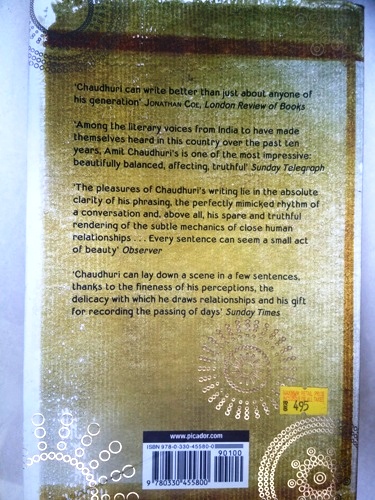 'Chaudhuri can write better than just about anyone of
his generation' JONATHAN COE, London Review of Books
'Among the literary voices from India to have made
themselves heard in this country over the past ten
years, Amit Chaudhuri's is one of the most impressive:
beautifully balanced, affecting, truthful' Sunday Telegraph
'The pleasures of Chaudhuri's writing lie in the absolute
clarity of his phrasing, the perfectly mimicked rhythm of
a conversation and, above all, his spare and truthful
rendering of the subtle mechanics of close human
relationships . . . Every sentence can seem a small act
of beauty' Observer
'Chaudhuri can lay down a scene in a few sentences,
thanks to the fineness of his perceptions, the
delicacy with which he draws relationships and his gift
for recording the passing of days' Sunday Times
495
www.picador.com
ISBN 978-0-330-45580-0
90100
9 780330 455800